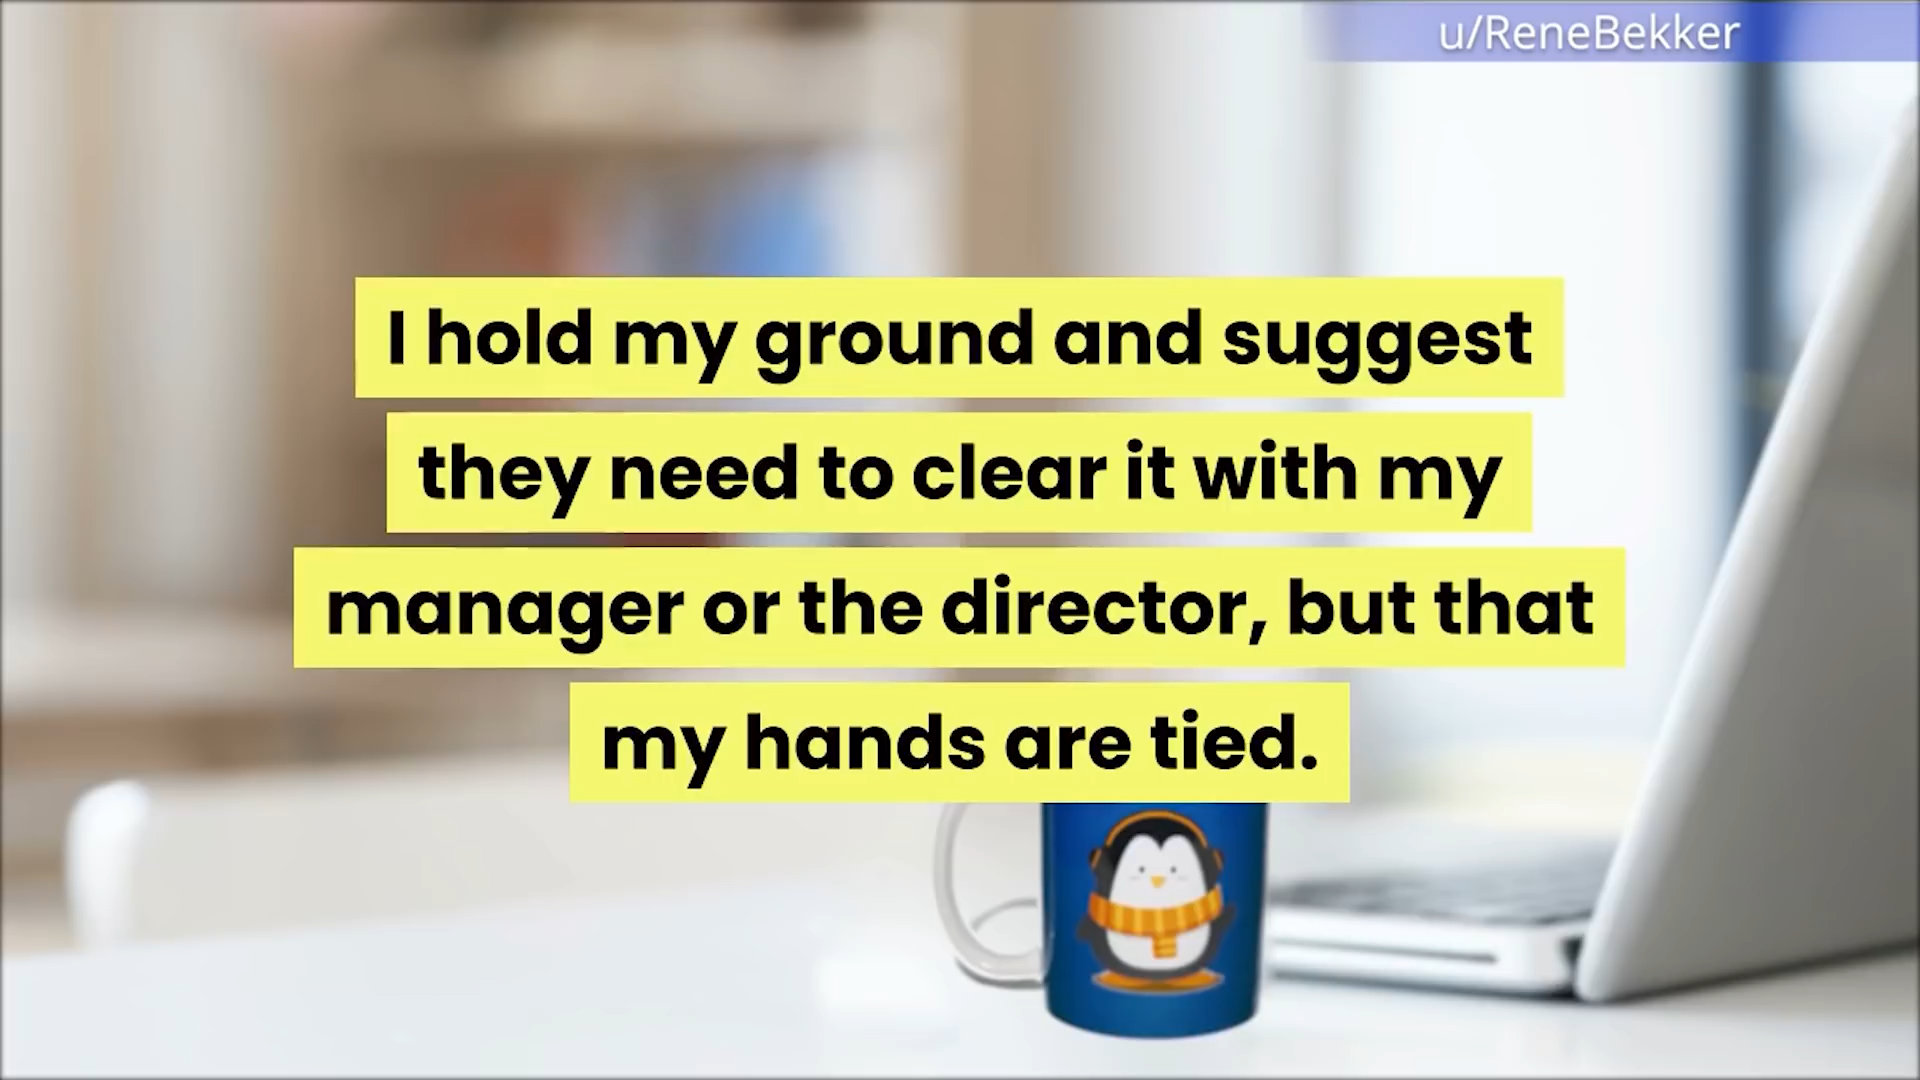 u/ReneBekker
I hold my ground and suggest
they need to clear it with my
manager or the director, but that
my hands are tied.